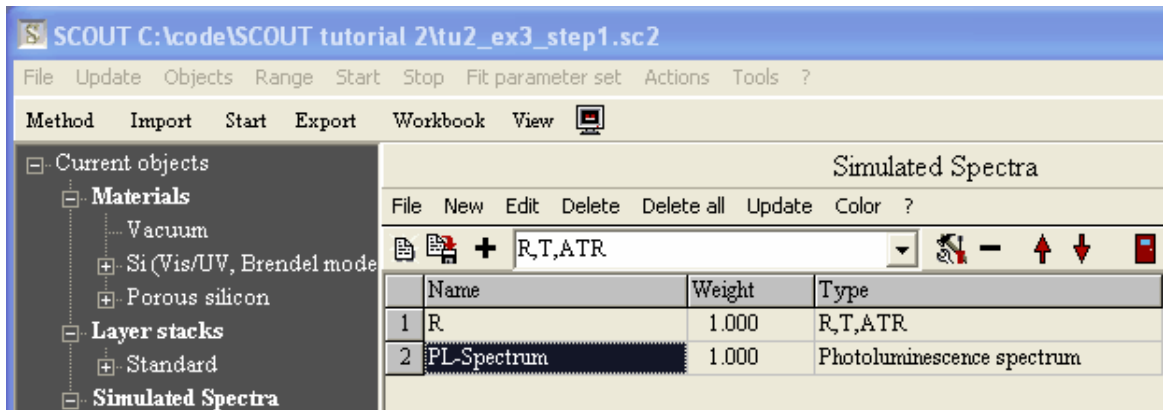 SCOUT C:\code\SCOUT tutorial 2\tu2_ex3_step1.sc2
File Update Objects Range Start Stop Fit parameter set Actions Tools ?
Method Import Start Export Workbook View
Current objects
Materials
Vacuum
Si (Vis/UV, Brendel mode
Porous silicon
Layer stacks
Standard
Simulated Spectra
Simulated Spectra
File New Edit Delete Delete all Update Color ?
R,T,ATR
Name Weight Type
1 R 1.000 R,T,ATR
2 PL-Spectrum 1.000 Photoluminescence spectrum